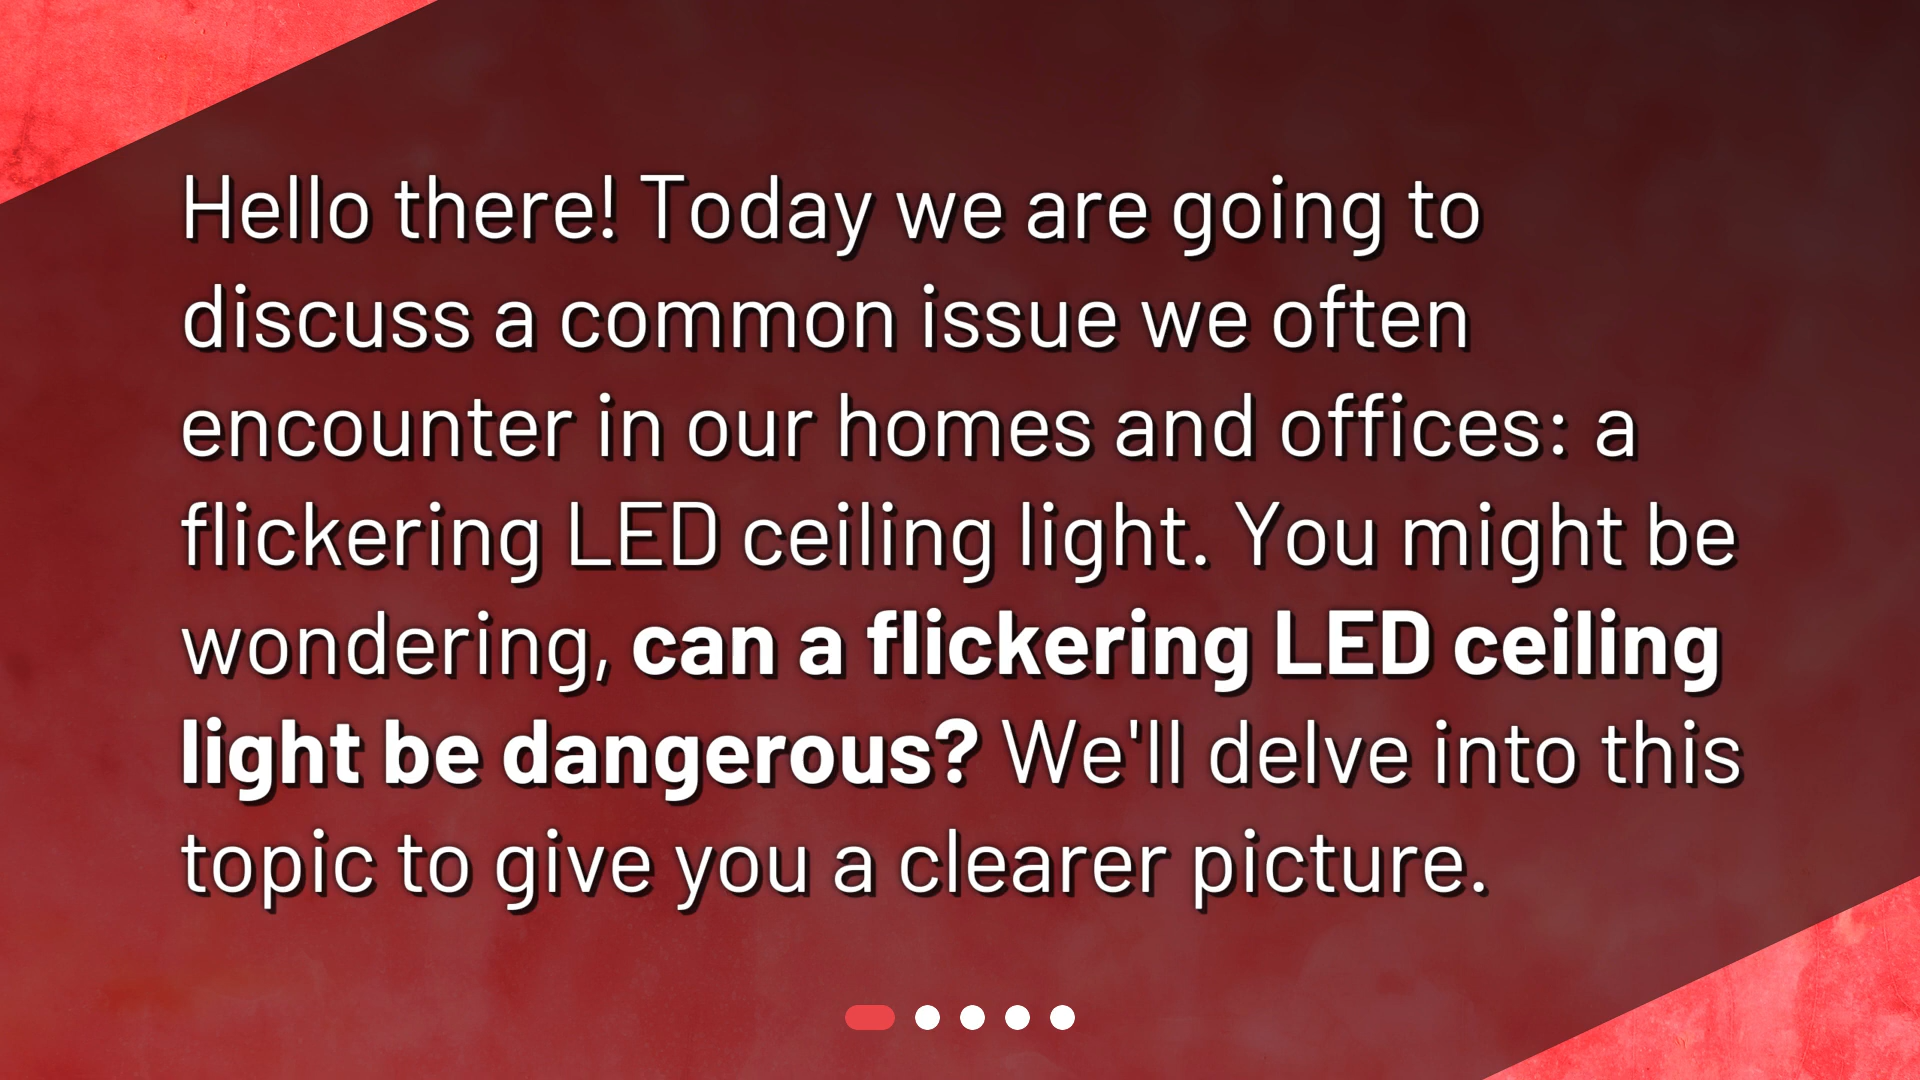 Hello there! Today we are going to
discuss a common issue we often
encounter in our homes and offices: a
flickering LED ceiling light. You might be
wondering, can a flickering LED ceiling
light be dangerous? We'll delve into this
topic to give you a clearer picture.